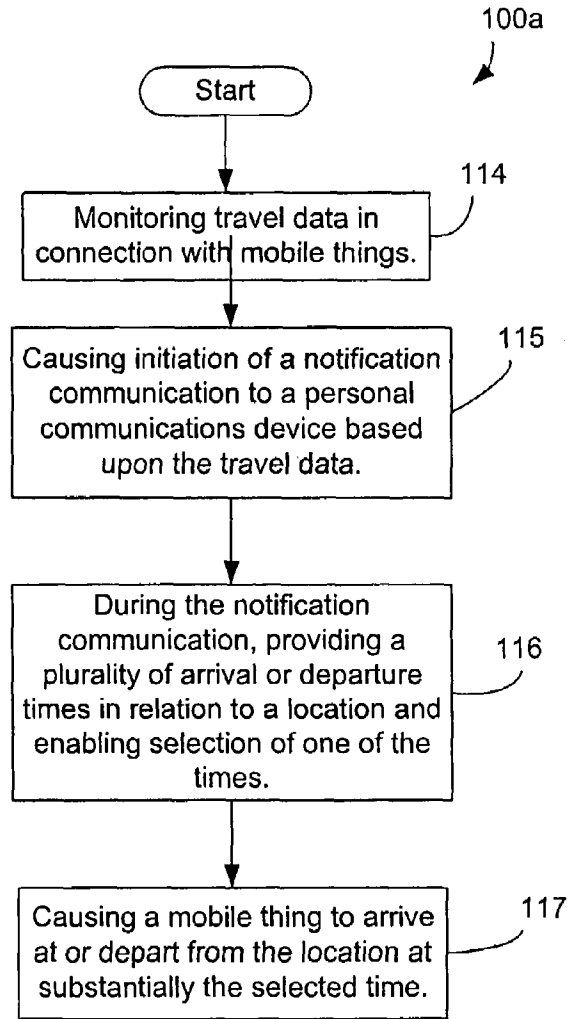 100a
Start
114
Monitoring travel data in
connection with mobile things.
115
Causing initiation of a notification
communication to a personal
communications device based
upon the travel data.
116
During the notification
communication, providing a
plurality of arrival or departure
times in relation to a location and
enabling selection of one of the
times.
117
Causing a mobile thing to arrive
at or depart from the location at
substantially the selected time.